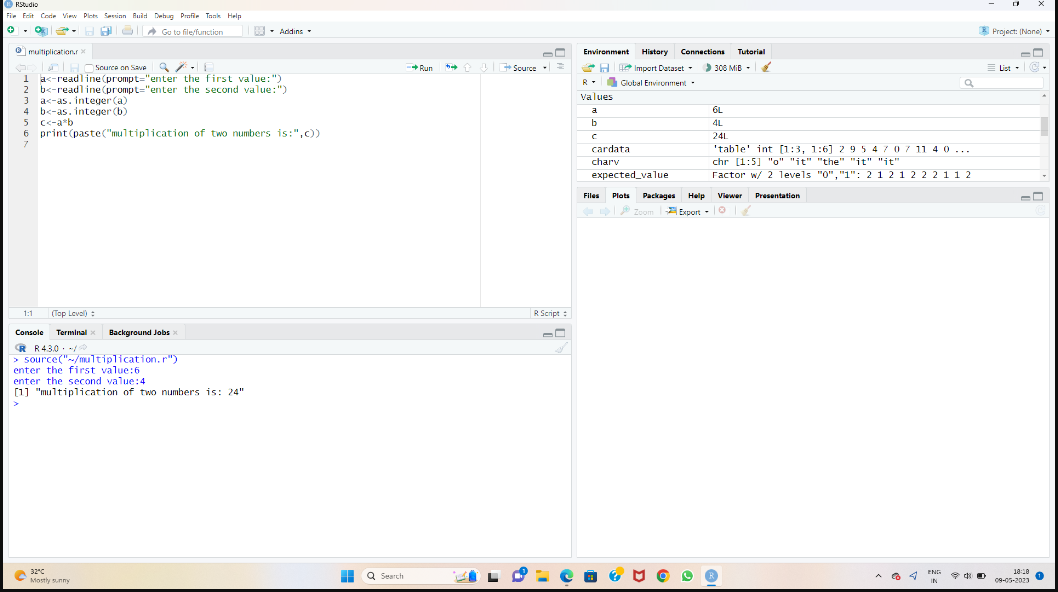 RStudio
File Edit Code View Plots Session Build Debug Profile Tools Help
Go to file/function Addins Project: (None)
multiplication.r
Source on Save Run Source
1 a<-readline(prompt="enter the first value:")
2 b<-readline(prompt="enter the second value:")
3 a<-as.integer(a)
4 b<-as.integer(b)
5 c<-a*b
6 print(paste("multiplication of two numbers is:",c))
7
1:1 (Top Level) R Script
Console Terminal Background Jobs
R 4.3.0 · ~/
> source("~/multiplication.r")
enter the first value:6
enter the second value:4
[1] "multiplication of two numbers is: 24"
>
Environment History Connections Tutorial
Import Dataset 308 MiB List
R Global Environment
Values
a 6L
b 4L
c 24L
cardata 'table' int [1:3, 1:6] 2 9 5 4 7 0 7 11 4 0 ...
charv chr [1:5] "o" "it" "the" "it" "it"
expected_value Factor w/ 2 levels "0","1": 2 1 2 1 2 2 2 1 1 2
Files Plots Packages Help Viewer Presentation
Zoom Export
32°C
Mostly sunny
Search
ENG
IN
18:18
09-05-2023